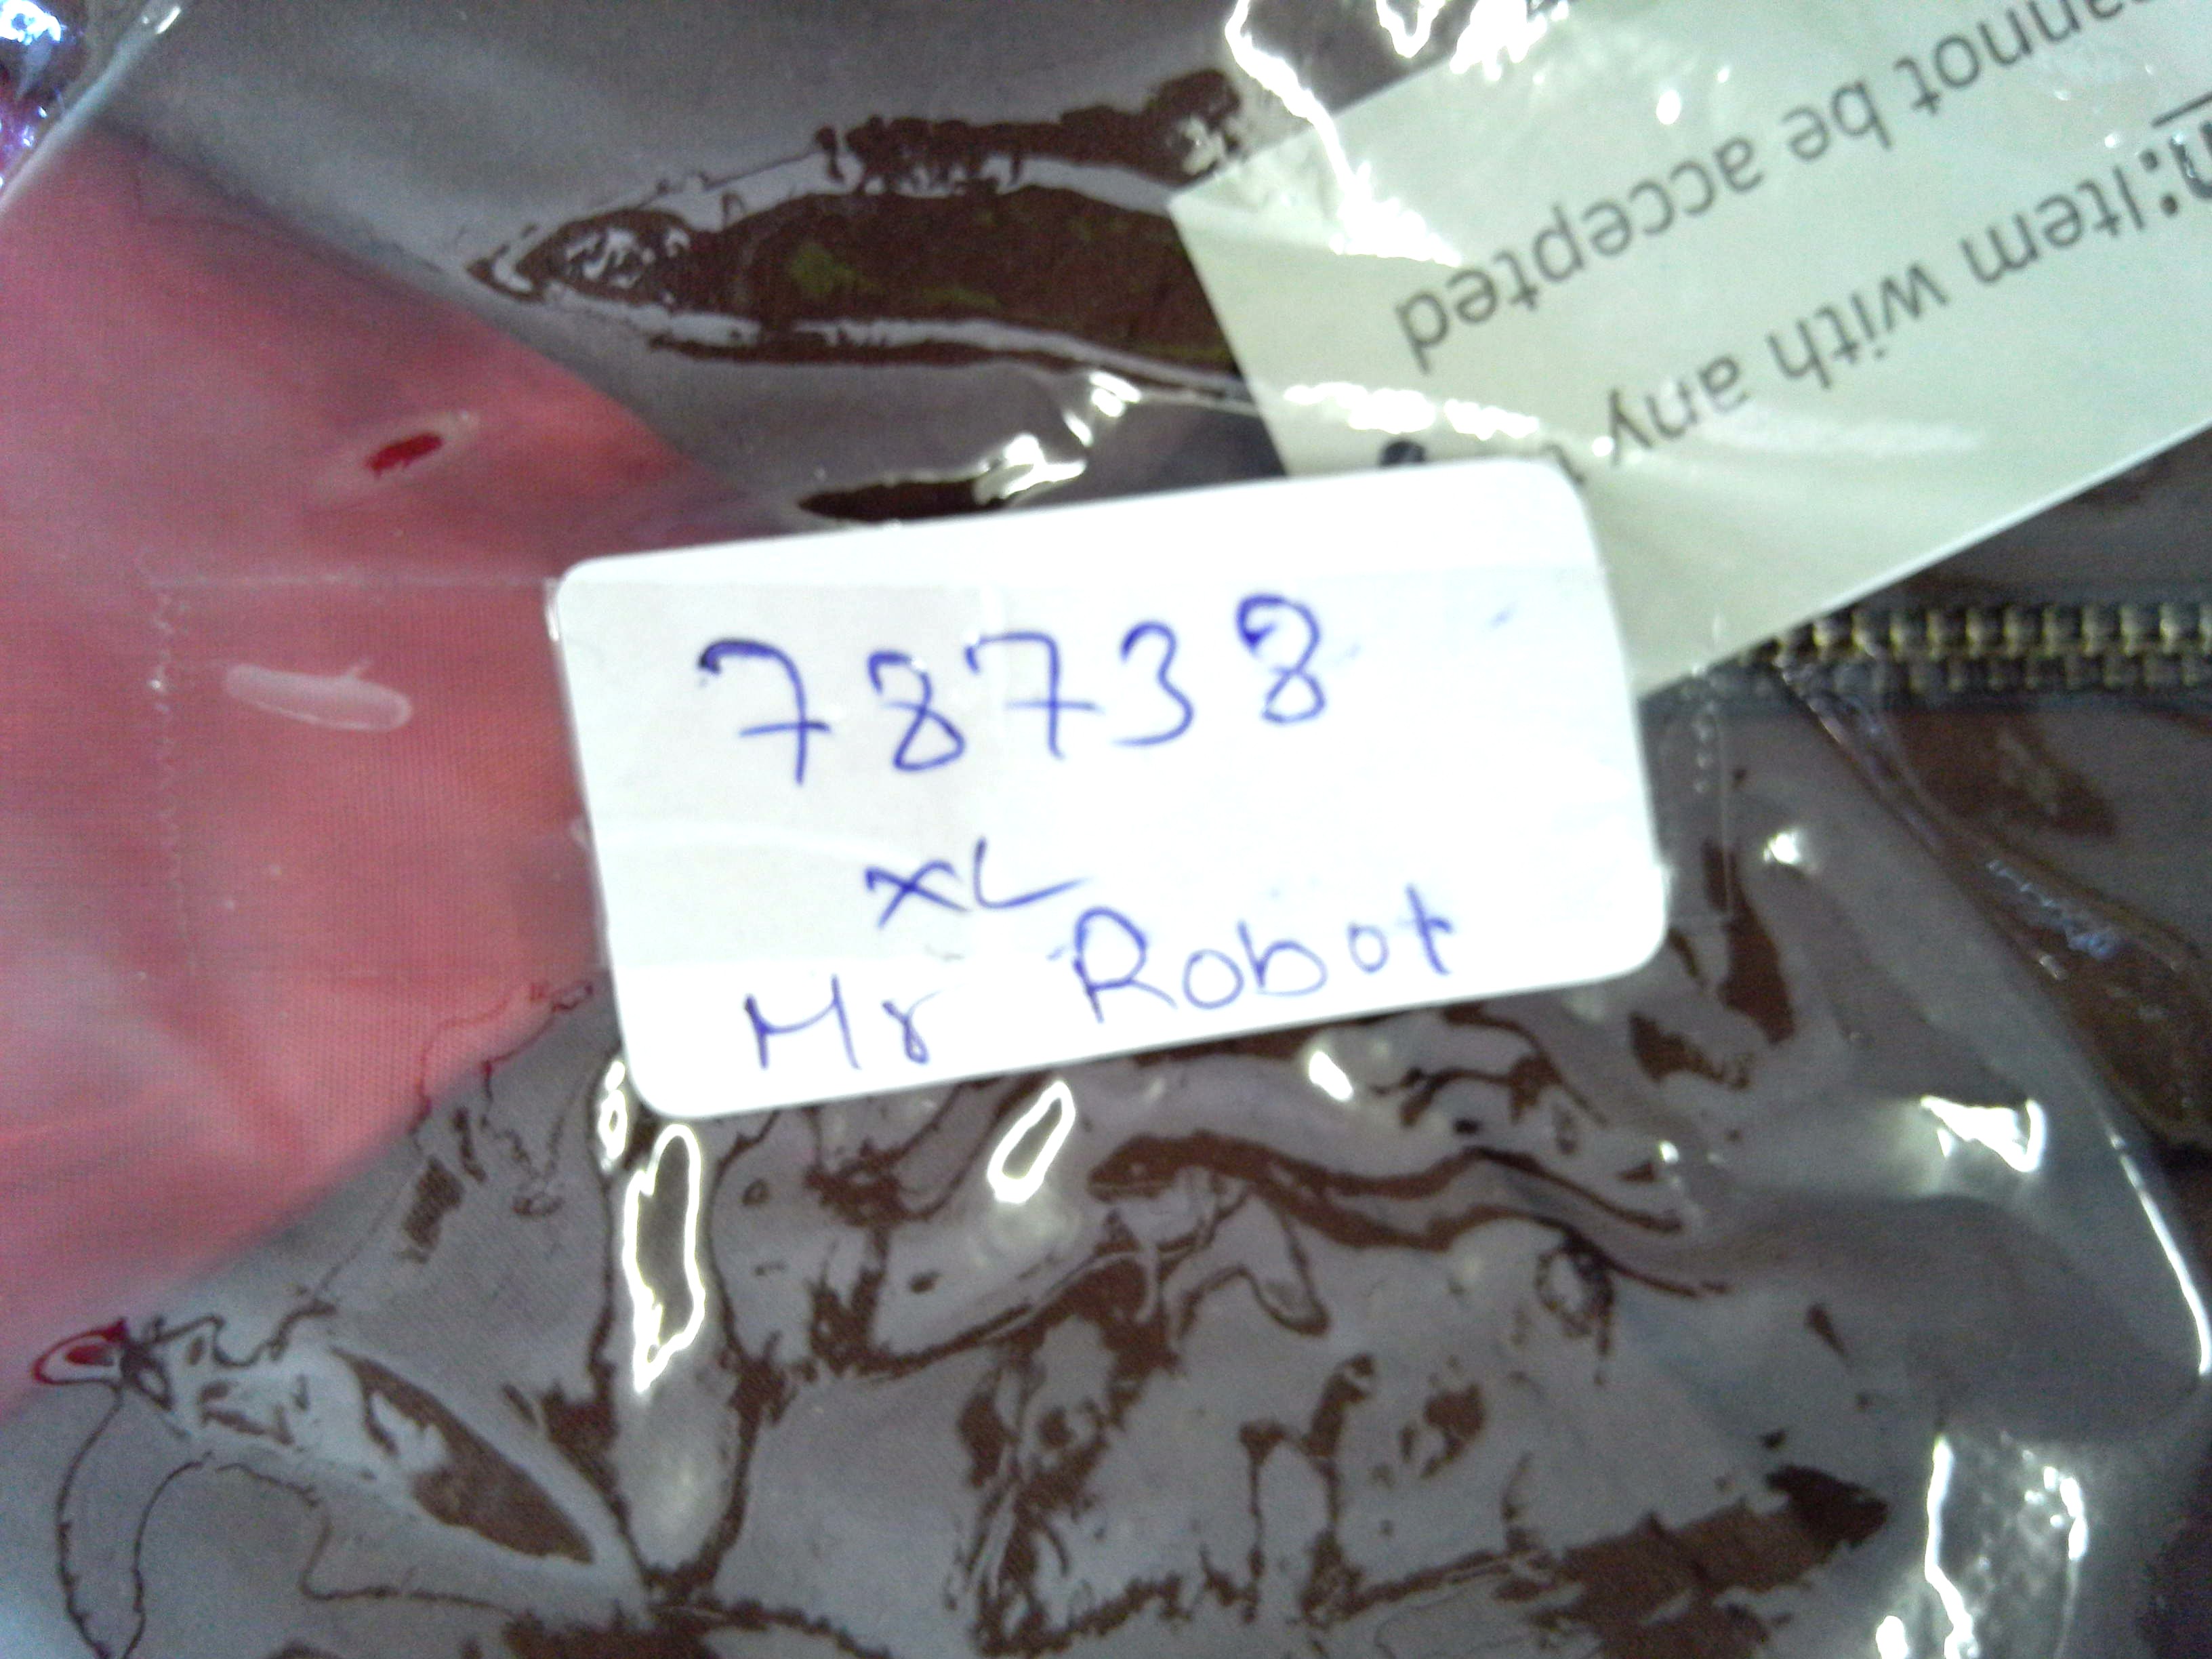 78738
XL
Mr Robot
:Item with any
cannot be accepted